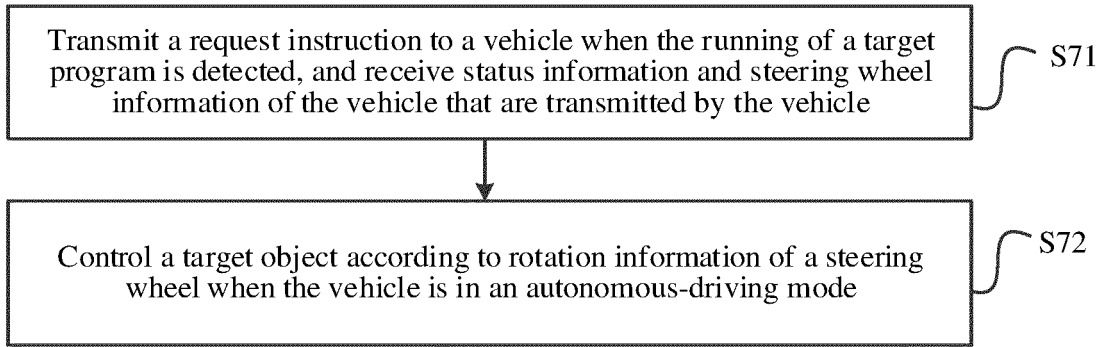 Transmit a request instruction to a vehicle when the running of a target
program is detected, and receive status information and steering wheel
information of the vehicle that are transmitted by the vehicle
S71
Control a target object according to rotation information of a steering
wheel when the vehicle is in an autonomous-driving mode
S72